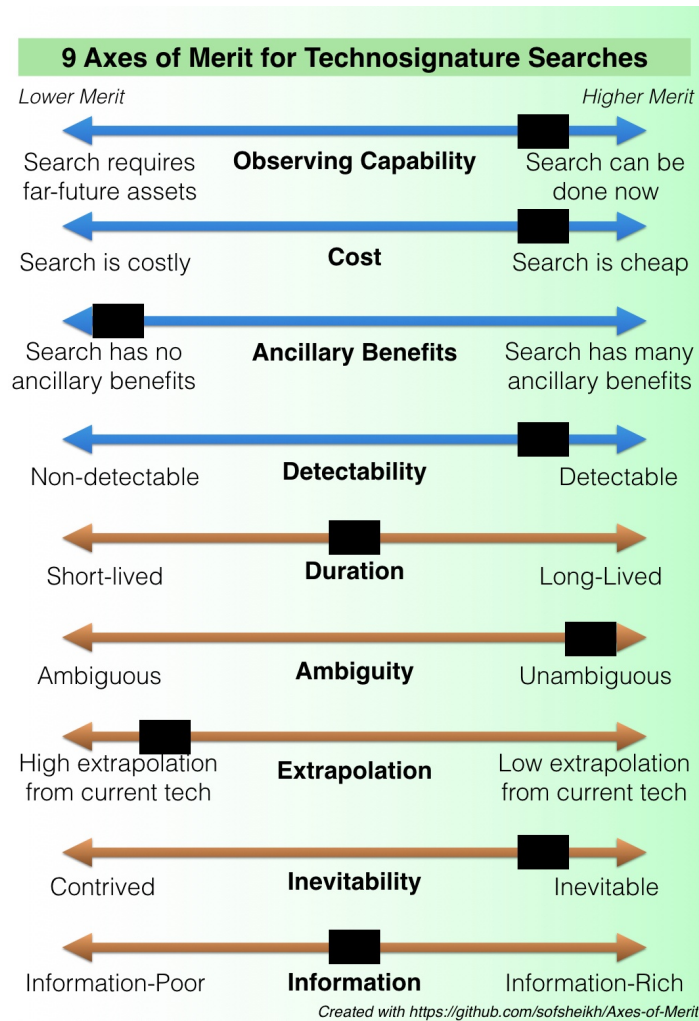 9 Axes of Merit for Technosignature Searches
Lower Merit
Higher Merit
Search requires
far-future assets
Observing Capability
Search can be
done now
Search is costly
Cost
Search is cheap
Search has no
ancillary benefits
Ancillary Benefits
Search has many
ancillary benefits
Non-detectable
Detectability
Detectable
Short-lived
Duration
Long-Lived
Ambiguous
Ambiguity
Unambiguous
High extrapolation
from current tech
Extrapolation
Low extrapolation
from current tech
Contrived
Inevitability
Inevitable
Information-Poor
Information
Information-Rich
Created with https://github.com/sofsheikh/Axes-of-Merit